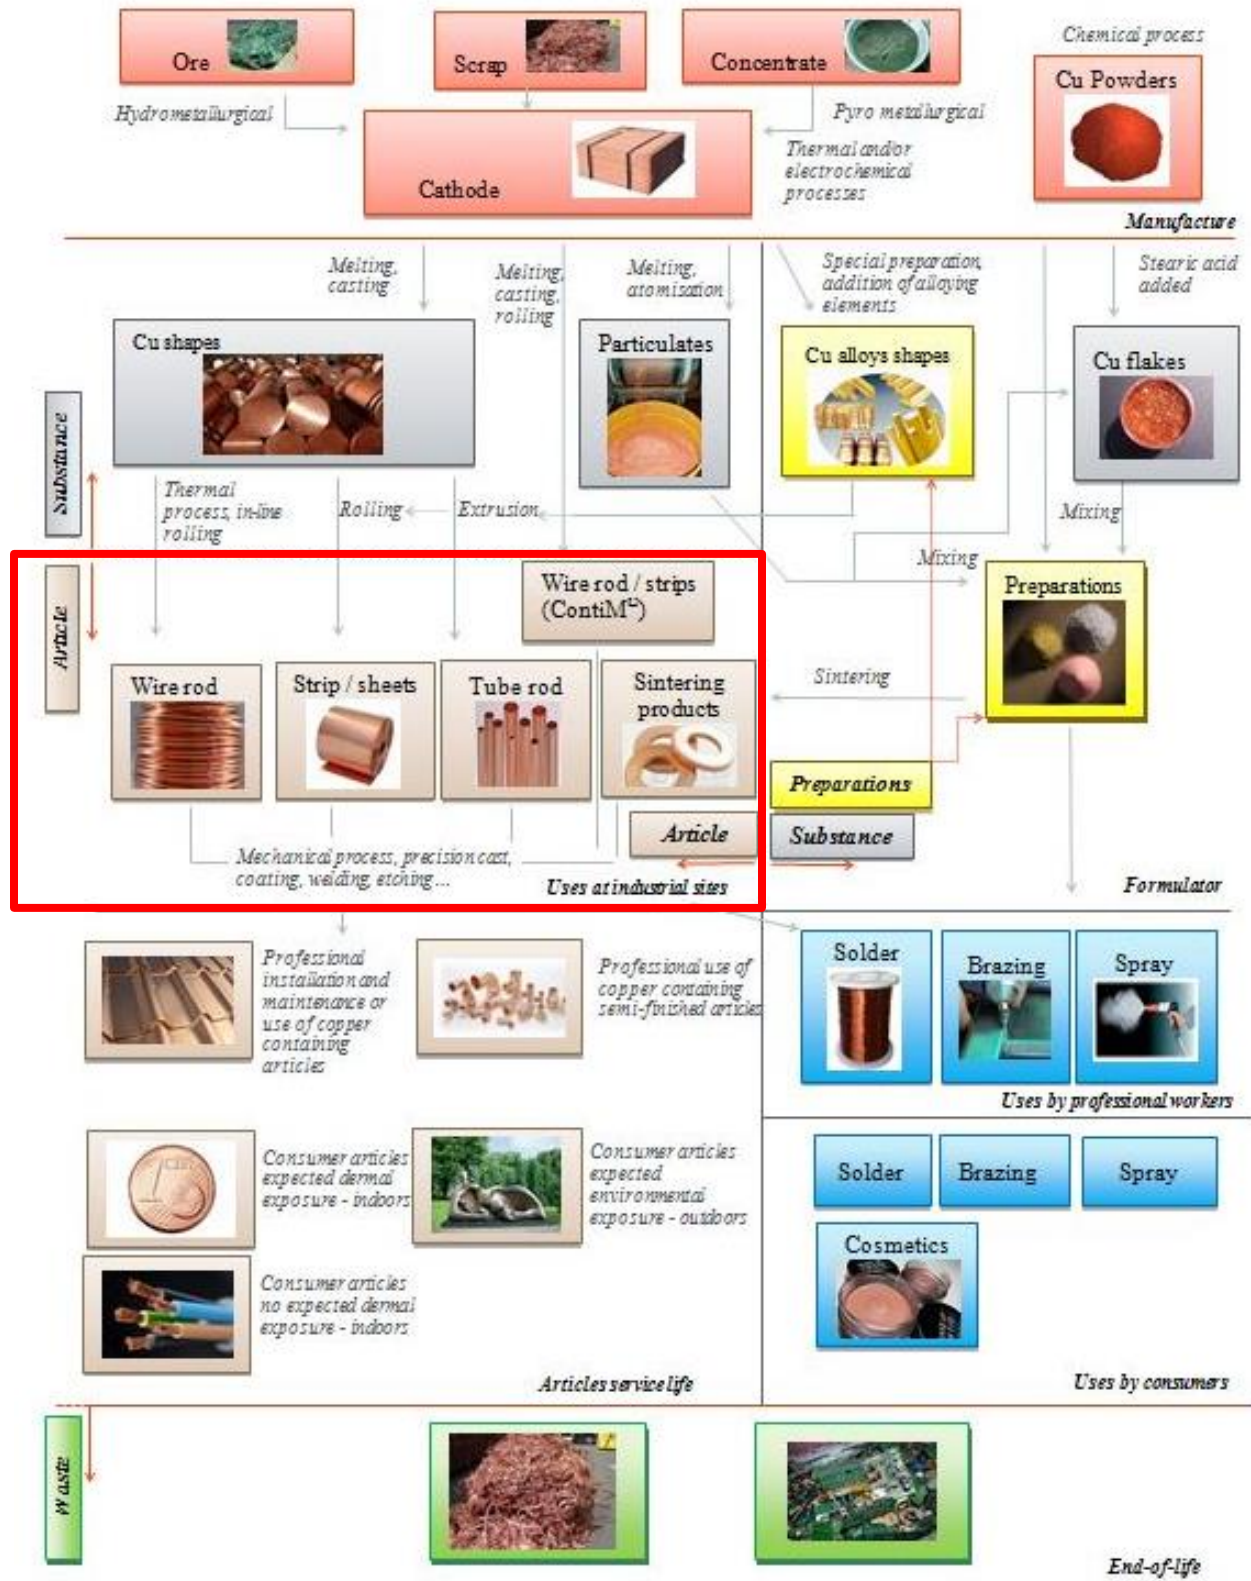 Ore
Scrap
Concentrate
Chemical process
Cu Powders
Hydrometallurgical
Pyro metallurgical
Cathode
Thermal and/or
electrochemical
processes
Manufacture
Melting,
casting
Melting,
casting,
rolling
Melting,
atomisation
Special preparation,
addition of alloying
elements
Stearic acid
added
Cu shapes
Particulates
Cu alloys shapes
Cu flakes
Substance
Thermal
process, in-line
rolling
Rolling
Extrusion
Mixing
Mixing
Article
Wire rod / strips
Preparations
Wire rod
Strip / sheets
Tube rod
Sintering
products
Sintering
Preparations
Article
Substance
Mechanical process, precision cast,
coating, welding, etching...
Uses at industrial sites
Formulator
Professional
installation and
maintenance or
use of copper
containing
articles
Professional use of
copper containing
semi-finished articles
Solder
Brazing
Spray
Uses by professional workers
Consumer articles
expected dermal
exposure - indoors
Consumer articles
expected
environmental
exposure - outdoors
Solder
Brazing
Spray
Cosmetics
Consumer articles
no expected dermal
exposure - indoors
Articles service life
Uses by consumers
Waste
End-of-life